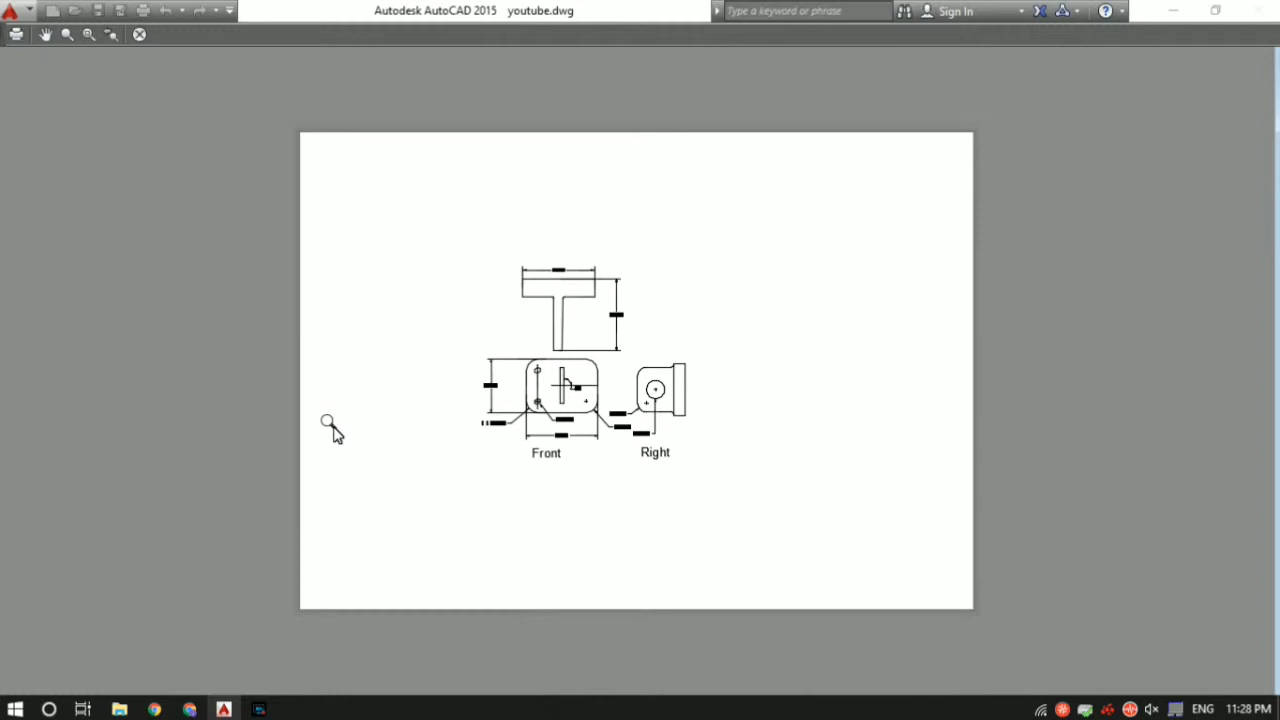 Autodesk AutoCAD 2015 youtube.dwg
Type a keyword or phrase
Sign In
Front
Right
ENG 11:28 PM